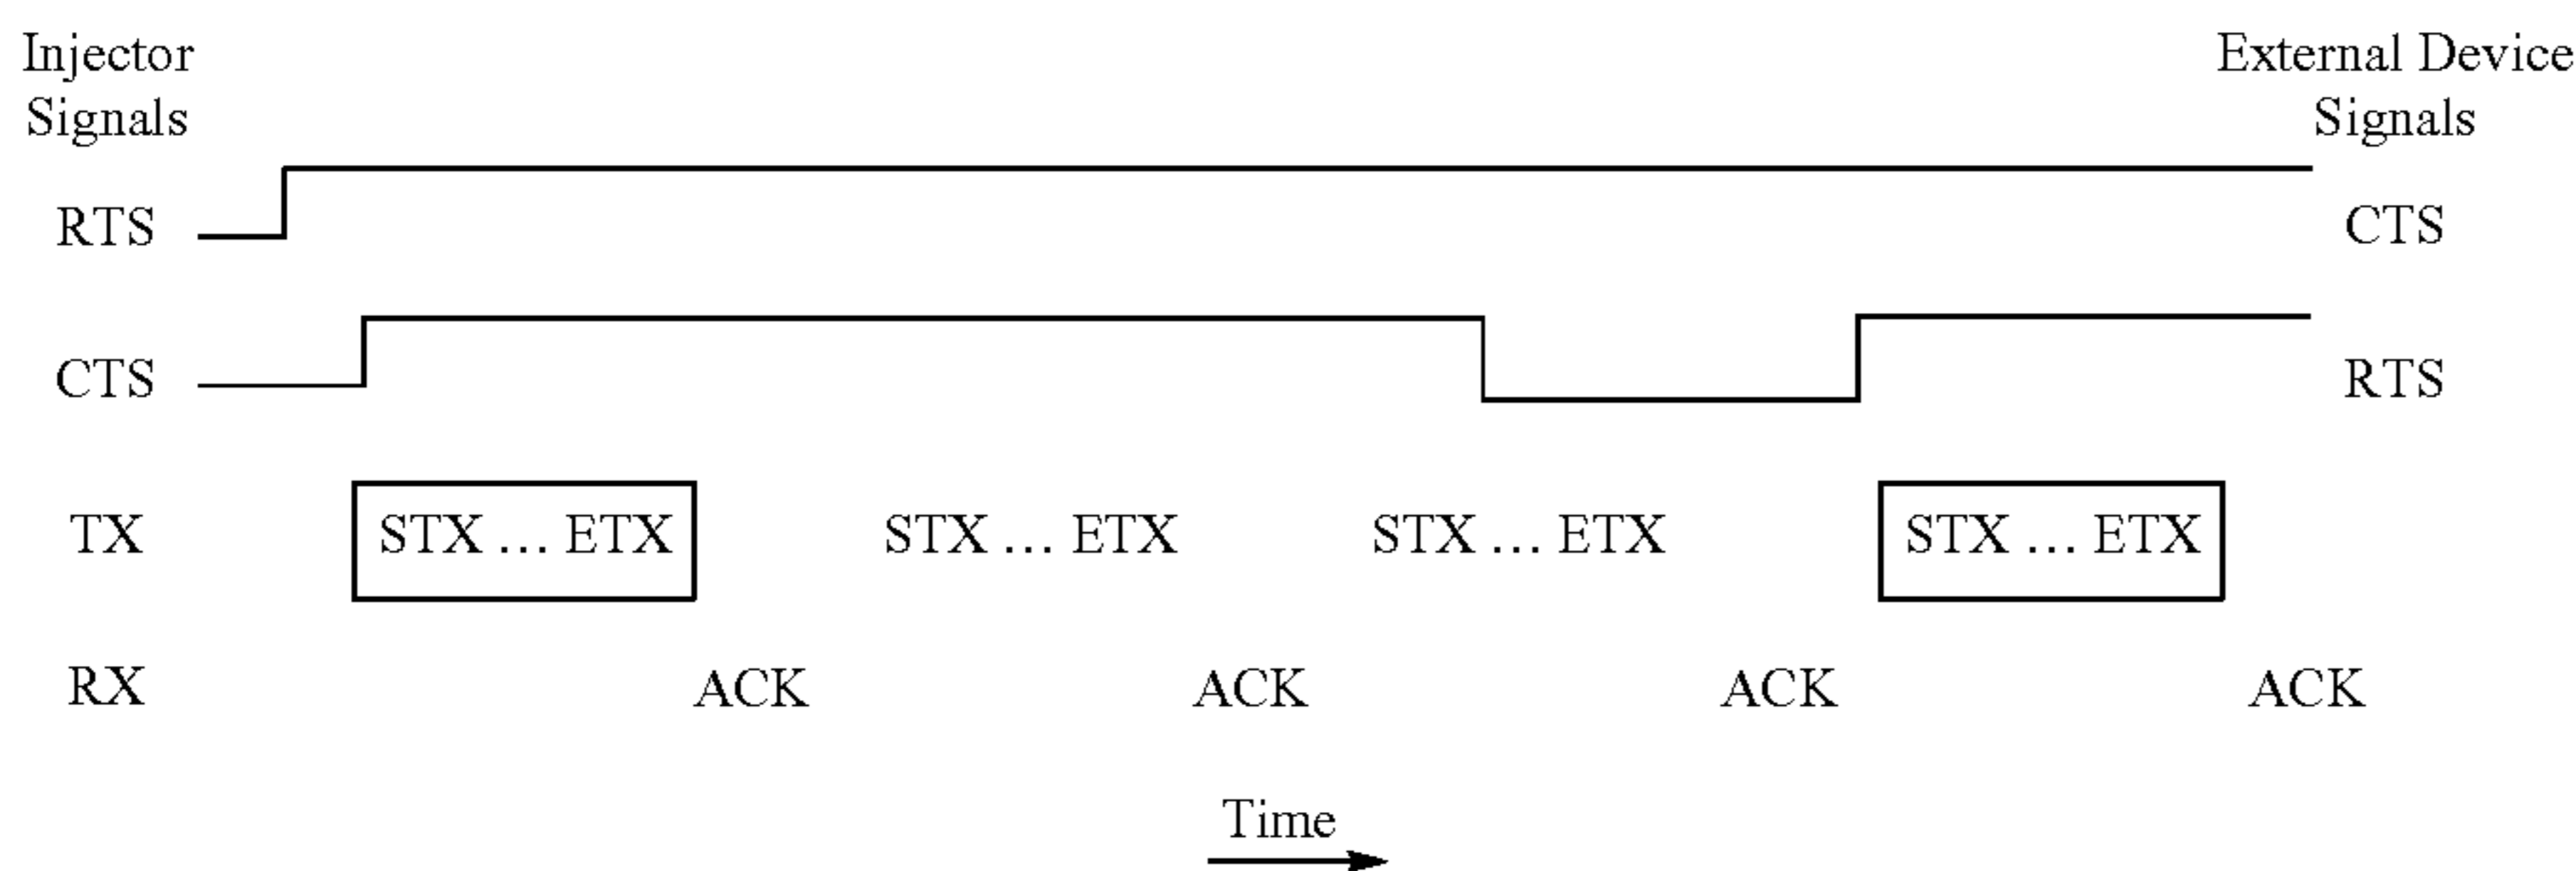 Injector
Signals
External Device
Signals
RTS
CTS
CTS
RTS
TX
STX ... ETX
STX ... ETX
STX ... ETX
STX ... ETX
RX
ACK
ACK
ACK
ACK
Time